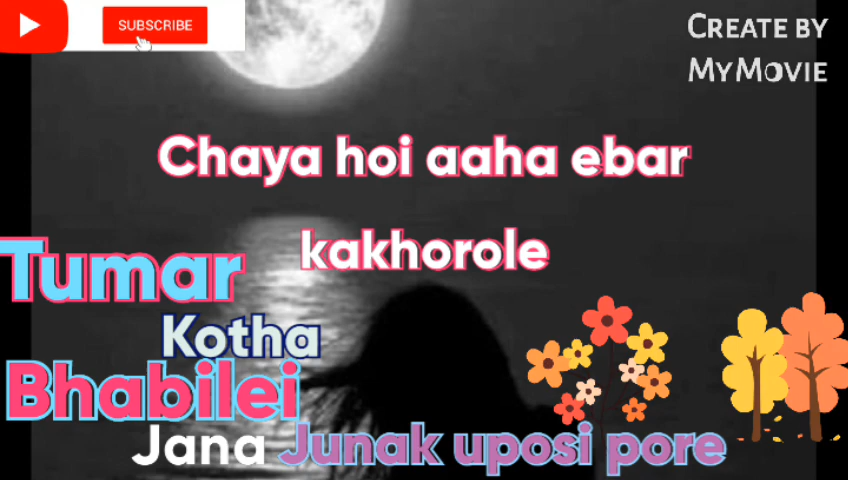 SUBSCRIBE
CREATE BY
MYMOVIE
Chaya hoi aaha ebar
kakhorole
Tumar
Kotha
Bhabilei
Jana Junak uposi pore